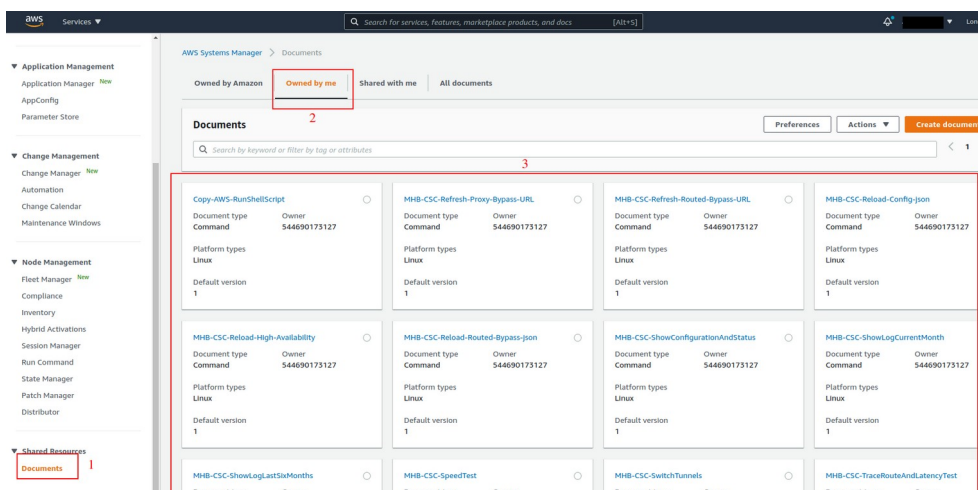 aws
Services ▼
Search for services, features, marketplace products, and docs
[Alt+S]
Lon
Application Management
Application Manager New
AppConfig
Parameter Store
Change Management
Change Manager New
Automation
Change Calendar
Maintenance Windows
Node Management
Fleet Manager New
Compliance
Inventory
Hybrid Activations
Session Manager
Run Command
State Manager
Patch Manager
Distributor
Shared Resources
Documents
1
AWS Systems Manager > Documents
Owned by Amazon
Owned by me
Shared with me
All documents
2
Documents
Preferences
Actions ▼
Create documen
Search by keyword or filter by tag or attributes
< 1
3
Copy-AWS-RunShellScript
Document type Owner
Command 544690173127
Platform types
Linux
Default version
1
MHB-CSC-Refresh-Proxy-Bypass-URL
Document type Owner
Command 544690173127
Platform types
Linux
Default version
1
MHB-CSC-Refresh-Routed-Bypass-URL
Document type Owner
Command 544690173127
Platform types
Linux
Default version
1
MHB-CSC-Reload-Config-json
Document type Owner
Command 544690173127
Platform types
Linux
Default version
1
MHB-CSC-Reload-High-Availability
Document type Owner
Command 544690173127
Platform types
Linux
Default version
1
MHB-CSC-Reload-Routed-Bypass-json
Document type Owner
Command 544690173127
Platform types
Linux
Default version
1
MHB-CSC-ShowConfigurationAndStatus
Document type Owner
Command 544690173127
Platform types
Linux
Default version
1
MHB-CSC-ShowLogCurrentMonth
Document type Owner
Command 544690173127
Platform types
Linux
Default version
1
MHB-CSC-ShowLogLastSixMonths
MHB-CSC-SpeedTest
MHB-CSC-SwitchTunnels
MHB-CSC-TraceRouteAndLatencyTest